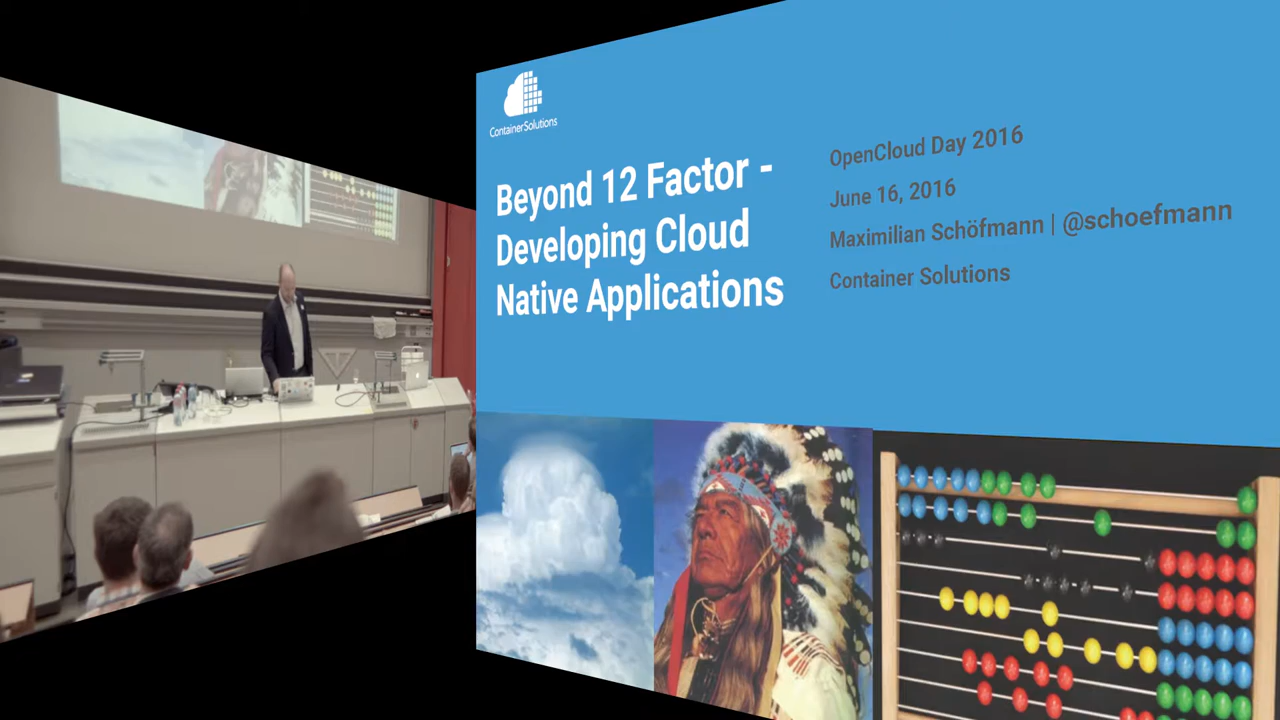 ContainerSolutions
Beyond 12 Factor -
Developing Cloud
Native Applications
OpenCloud Day 2016
June 16, 2016
Maximilian Schöfmann | @schoefmann
Container Solutions